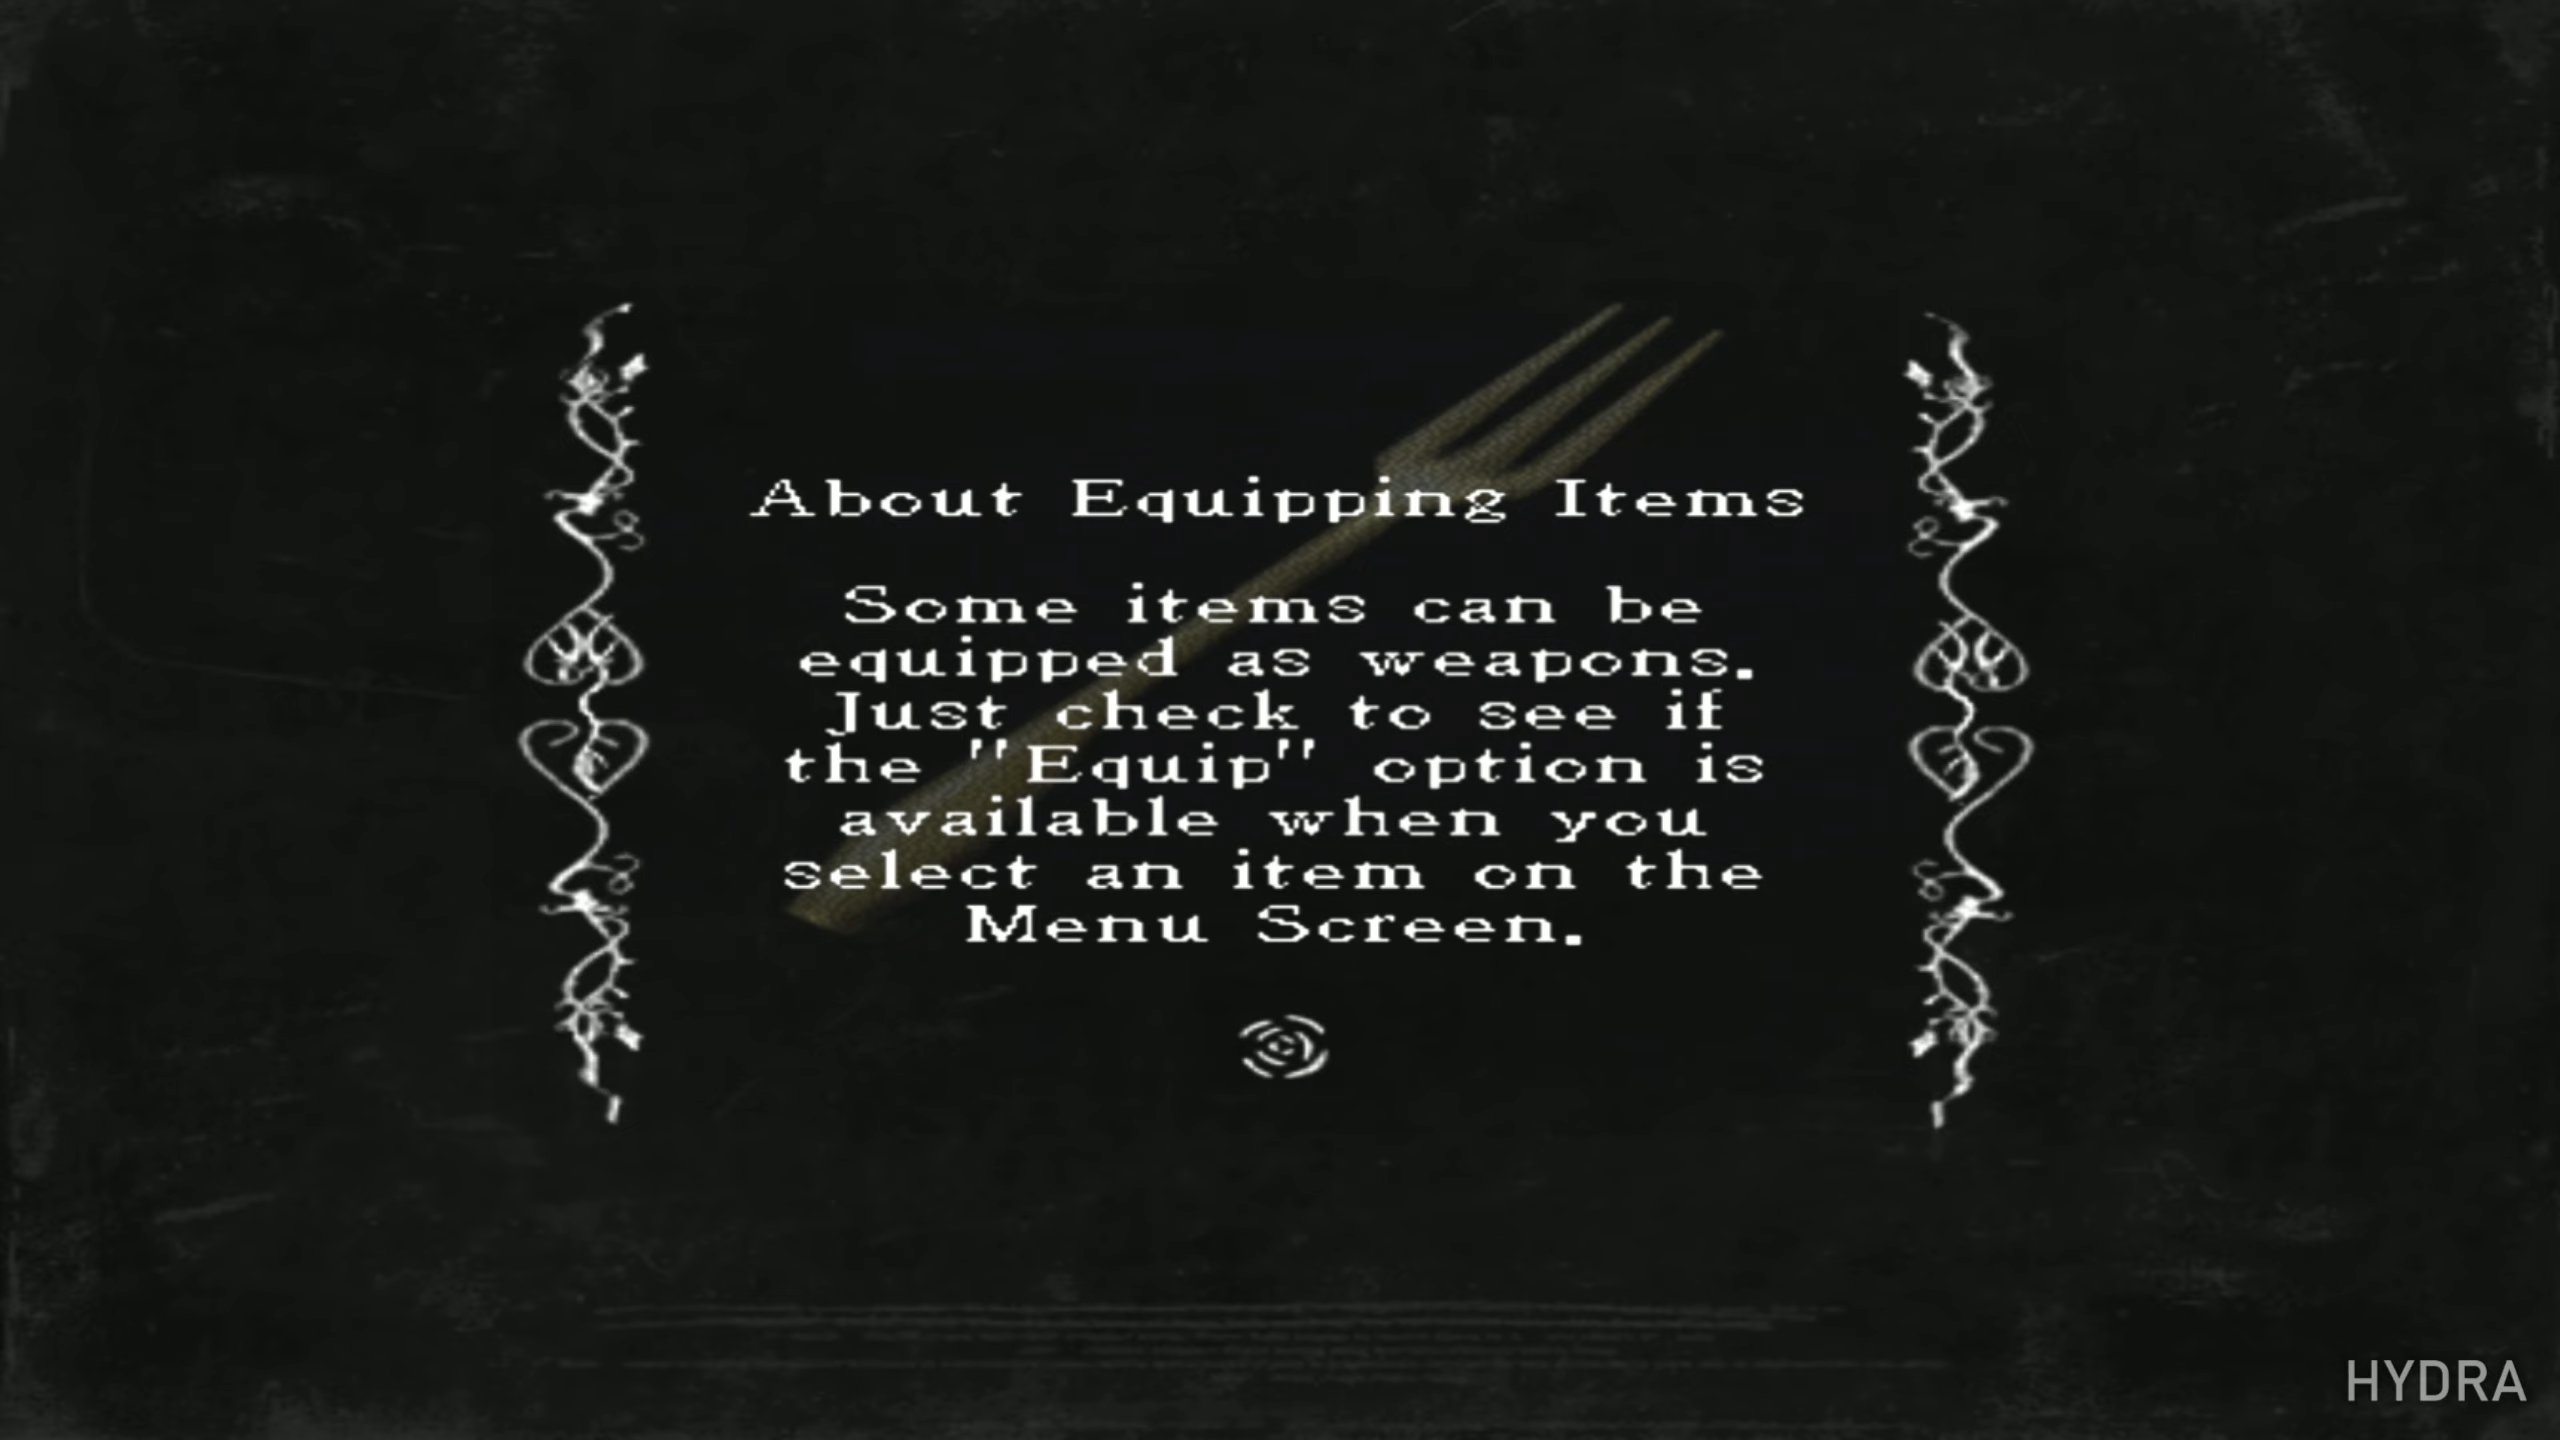 About Equipping Items
Some items can be
equipped as weapons.
Just check to see if
the "Equip" option is
available when you
select an item on the
Menu Screen.
HYDRA